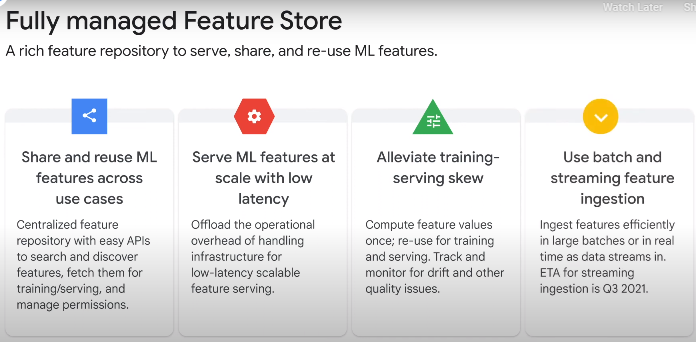 Watch Later
Sh
Fully managed Feature Store
A rich feature repository to serve, share, and re-use ML features.
Share and reuse ML
features across
use cases
Centralized feature
repository with easy APIs
to search and discover
features, fetch them for
training/serving, and
manage permissions.
Serve ML features at
scale with low
latency
Offload the operational
overhead of handling
infrastructure for
low-latency scalable
feature serving.
Alleviate training-
serving skew
Compute feature values
once; re-use for training
and serving. Track and
monitor for drift and other
quality issues.
Use batch and
streaming feature
ingestion
Ingest features efficiently
in large batches or in real
time as data streams in.
ETA for streaming
ingestion is Q3 2021.